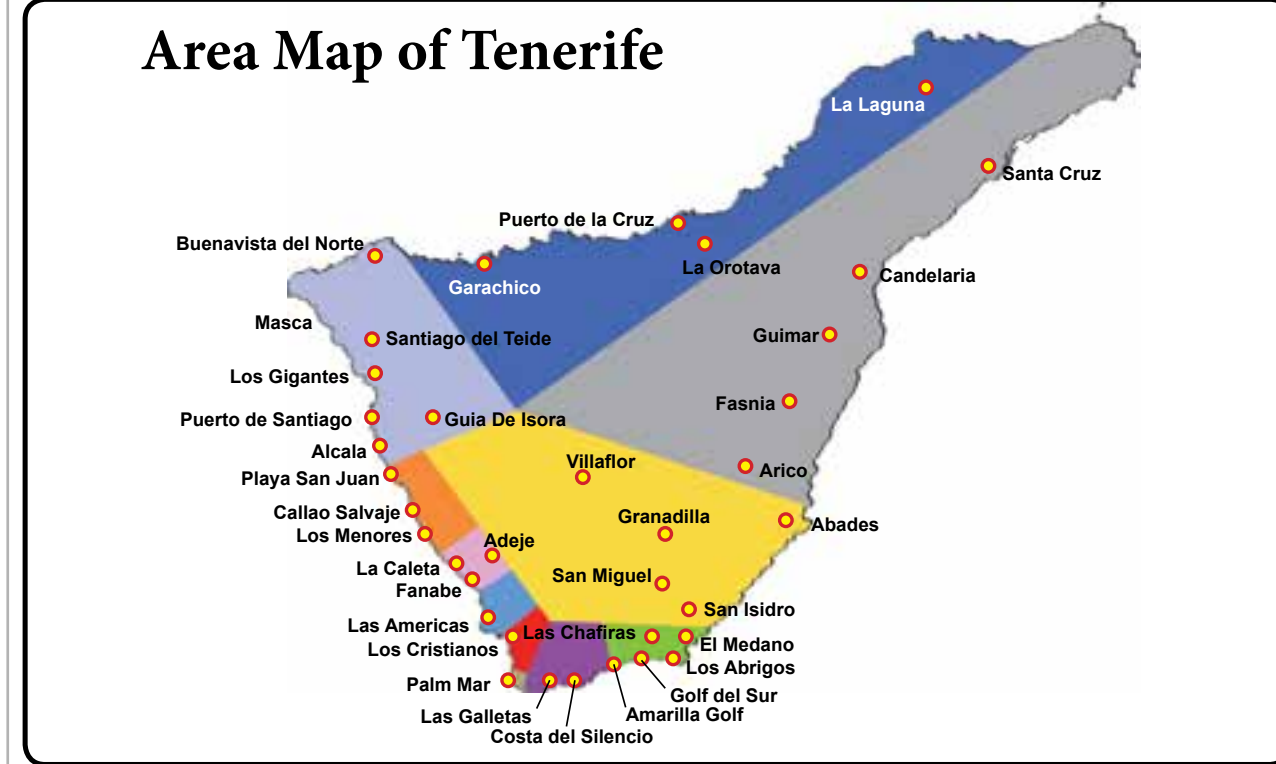 Area Map of Tenerife
La Laguna
Santa Cruz
Puerto de la Cruz
Buenavista del Norte
La Orotava
Candelaria
Garachico
Masca
Santiago del Teide
Guimar
Los Gigantes
Fasnia
Puerto de Santiago
Guia De Isora
Alcala
Villaflor
Arico
Playa San Juan
Callao Salvaje
Granadilla
Abades
Los Menores
Adeje
La Caleta
San Miguel
Fanabe
San Isidro
Las Americas
Las Chafiras
El Medano
Los Cristianos
Los Abrigos
Palm Mar
Golf del Sur
Las Galletas
Amarilla Golf
Costa del Silencio